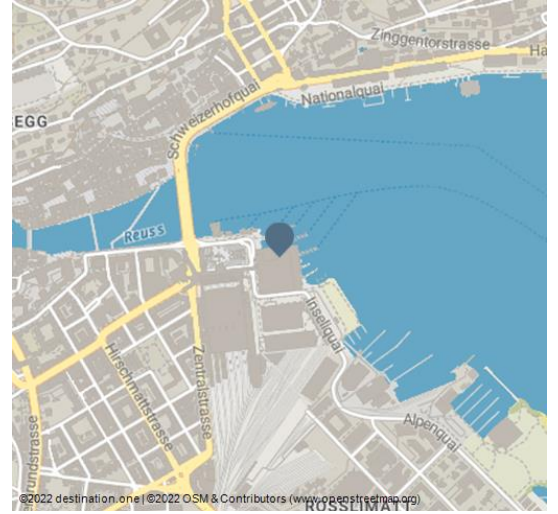 Zinggentorstrasse
Ha
Nationalquai
Schweizerhofquai
EGG
Reuss
Inseliquai
Zentralstrasse
Hirschmattstrasse
Alpenquai
undstrasse
©2022 destination.one | ©2022 OSM & Contributors (www.openstreetmap.org)
RÖSSLIMATT